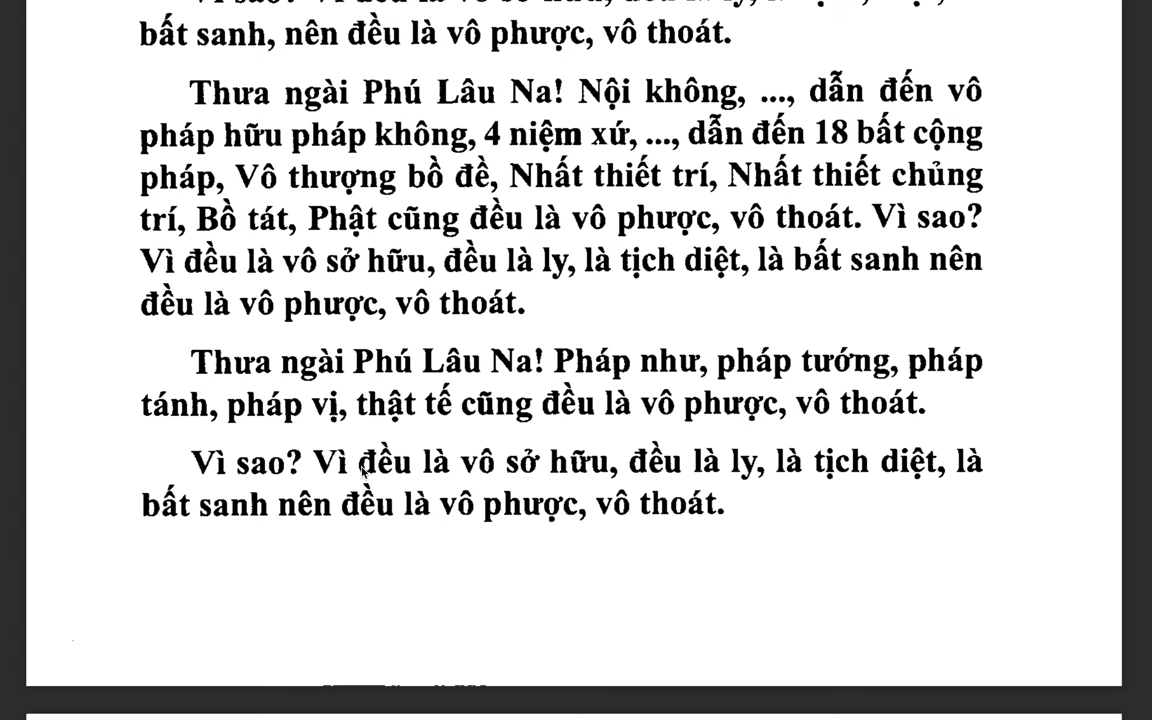 bất sanh, nên đều là vô phược, vô thoát.
Thưa ngài Phú Lâu Na! Nội không, ..., dẫn đến vô
pháp hữu pháp không, 4 niệm xứ, ..., dẫn đến 18 bất cộng
pháp, Vô thượng bồ đề, Nhất thiết trí, Nhất thiết chủng
trí, Bồ tát, Phật cũng đều là vô phược, vô thoát. Vì sao?
Vì đều là vô sở hữu, đều là ly, là tịch diệt, là bất sanh nên
đều là vô phược, vô thoát.
Thưa ngài Phú Lâu Na! Pháp như, pháp tướng, pháp
tánh, pháp vị, thật tế cũng đều là vô phược, vô thoát.
Vì sao? Vì đều là vô sở hữu, đều là ly, là tịch diệt, là
bất sanh nên đều là vô phược, vô thoát.